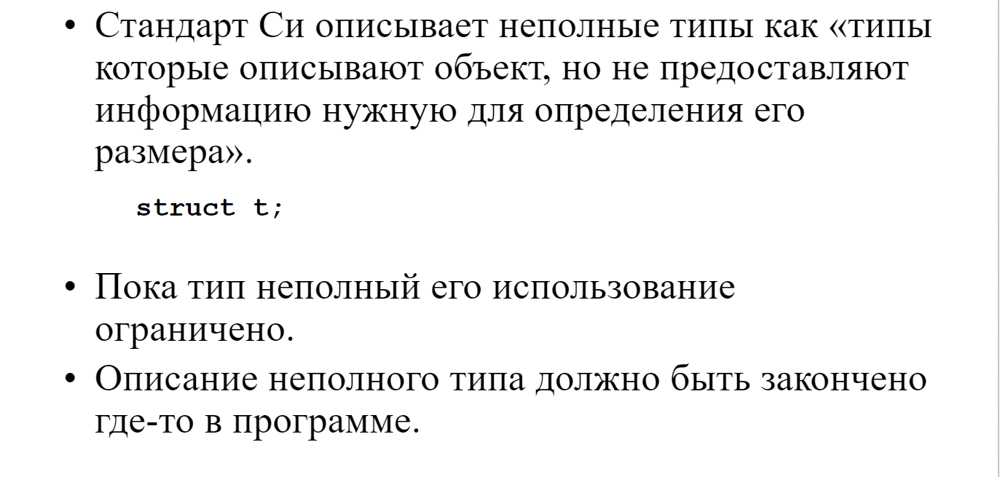 • Стандарт Си описывает неполные типы как «типы
которые описывают объект, но не предоставляют
информацию нужную для определения его
размера».
struct t;
• Пока тип неполный его использование
ограничено.
• Описание неполного типа должно быть закончено
где-то в программе.